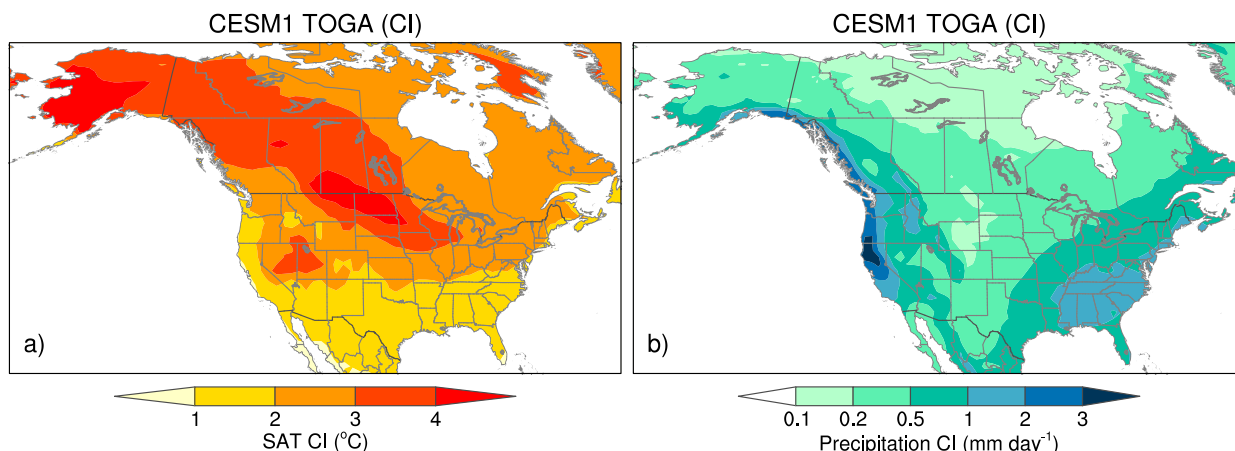 CESM1 TOGA (CI)
CESM1 TOGA (CI)
a)
b)
1 2 3 4
SAT CI (°C)
0.1 0.2 0.5 1 2 3
Precipitation CI (mm day⁻¹)